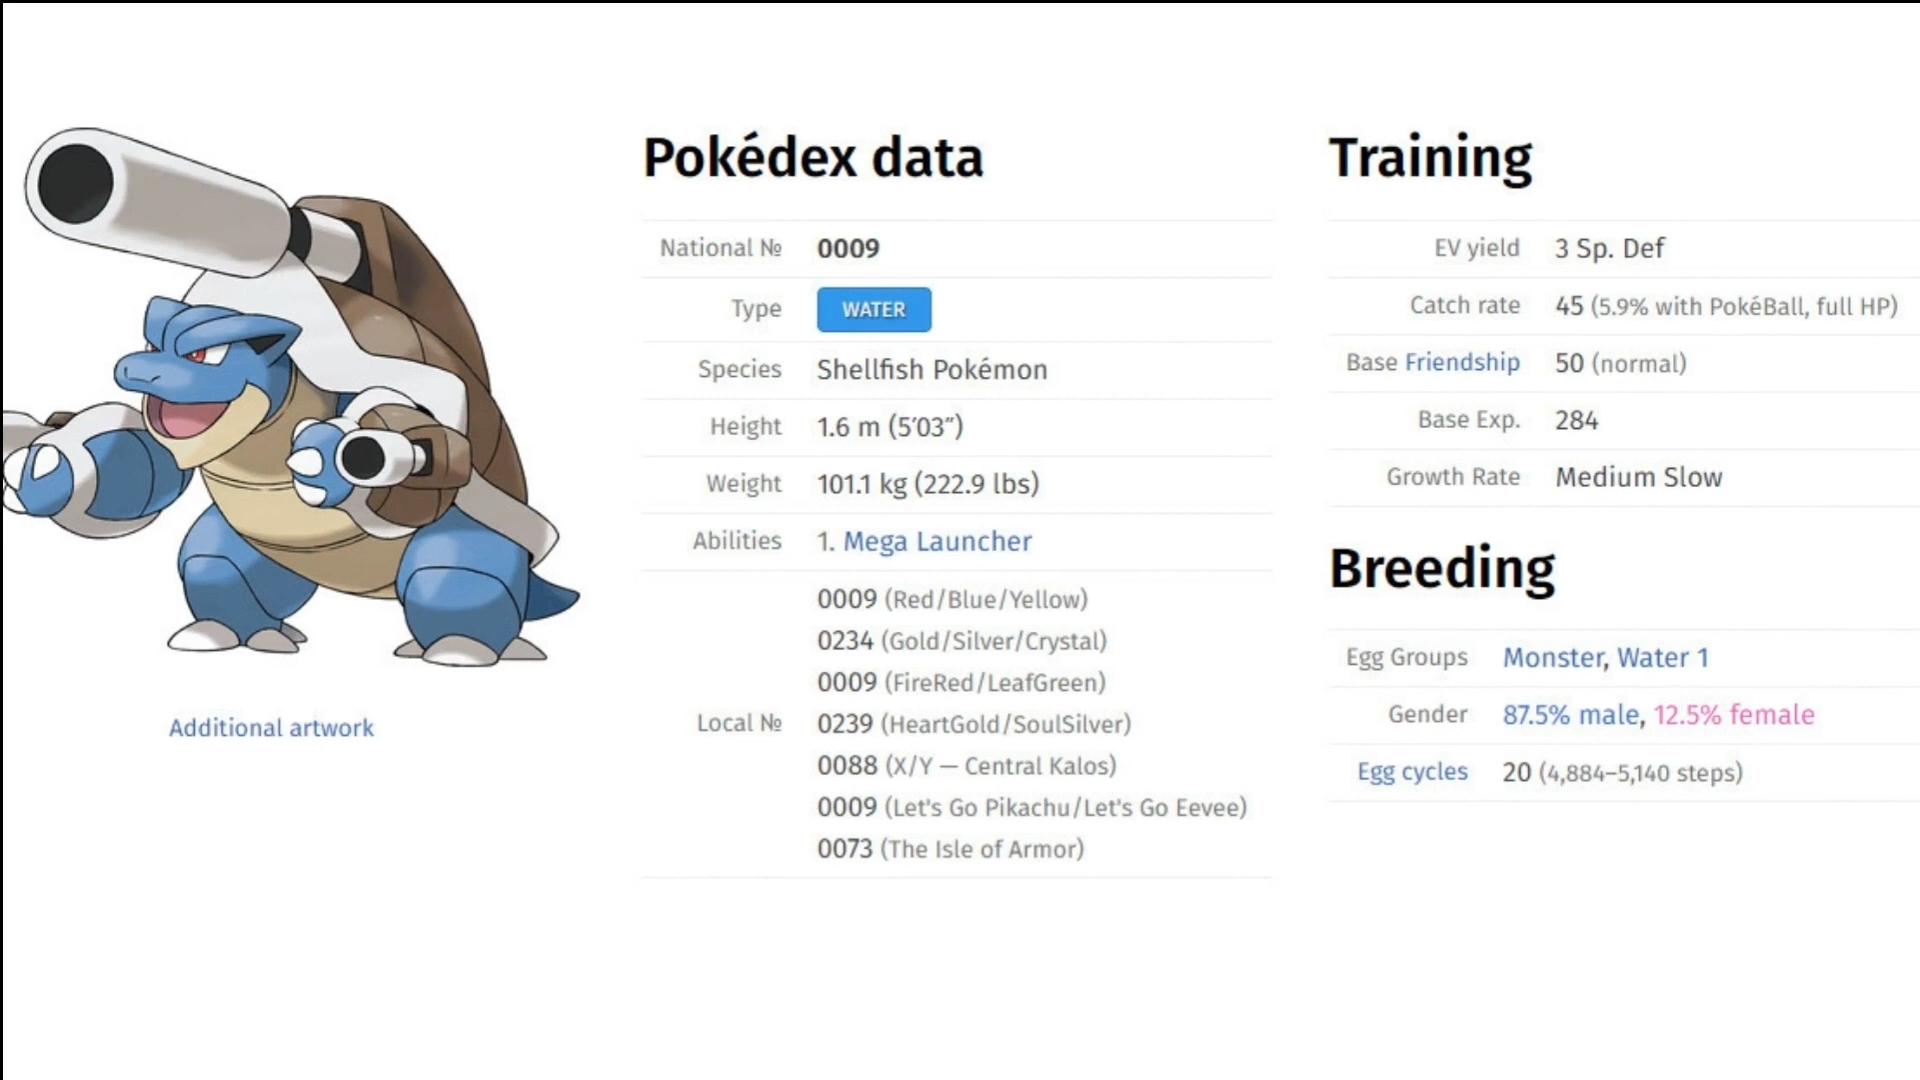 Pokédex data
National № 0009
Type WATER
Species Shellfish Pokémon
Height 1.6 m (5′03″)
Weight 101.1 kg (222.9 lbs)
Abilities 1. Mega Launcher
Local № 0009 (Red/Blue/Yellow)
0234 (Gold/Silver/Crystal)
0009 (FireRed/LeafGreen)
0239 (HeartGold/SoulSilver)
0088 (X/Y — Central Kalos)
0009 (Let's Go Pikachu/Let's Go Eevee)
0073 (The Isle of Armor)
Additional artwork
Training
EV yield 3 Sp. Def
Catch rate 45 (5.9% with PokéBall, full HP)
Base Friendship 50 (normal)
Base Exp. 284
Growth Rate Medium Slow
Breeding
Egg Groups Monster, Water 1
Gender 87.5% male, 12.5% female
Egg cycles 20 (4,884–5,140 steps)